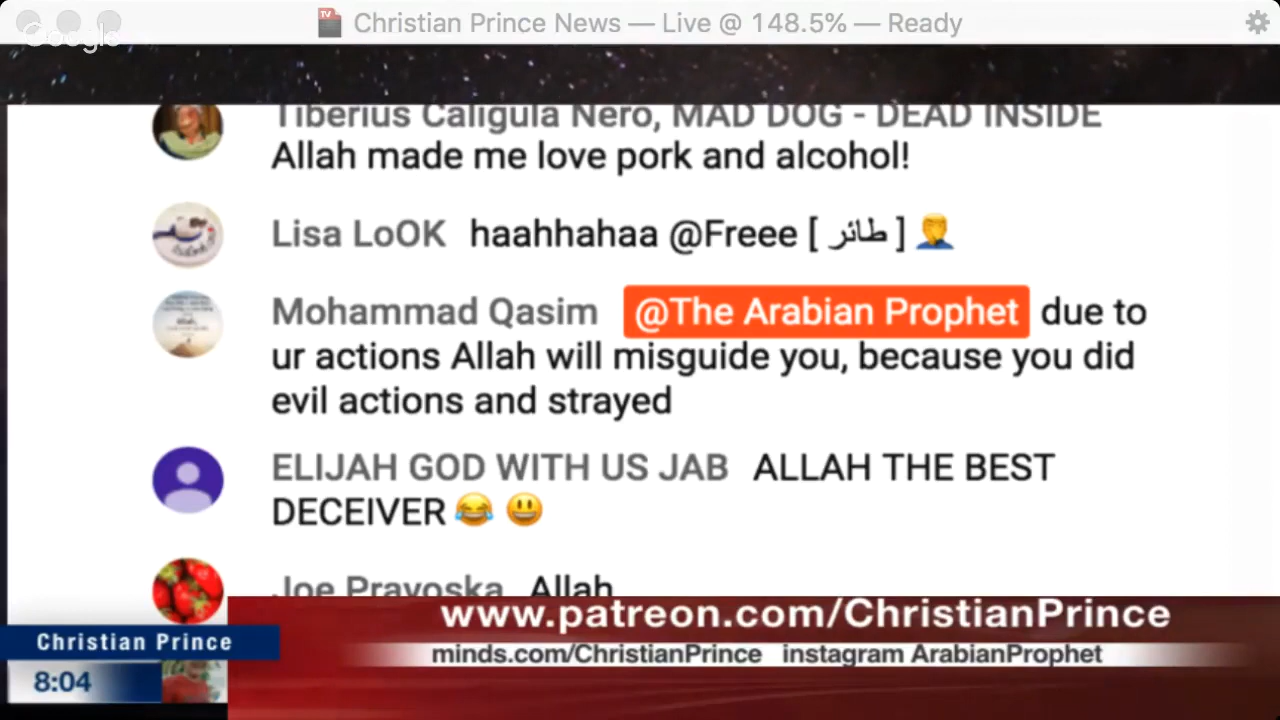 Christian Prince News — Live @ 148.5% — Ready
Google
Tiberius Caligula Nero, MAD DOG - DEAD INSIDE
Allah made me love pork and alcohol!
Lisa LoOK haahhahaa @Freee [ طائر ] 🤦‍♂️
Mohammad Qasim @The Arabian Prophet due to
ur actions Allah will misguide you, because you did
evil actions and strayed
ELIJAH GOD WITH US JAB ALLAH THE BEST
DECEIVER 😂 😃
Joe Pravoska Allah
www.patreon.com/ChristianPrince
Christian Prince
minds.com/ChristianPrince instagram ArabianProphet
8:04